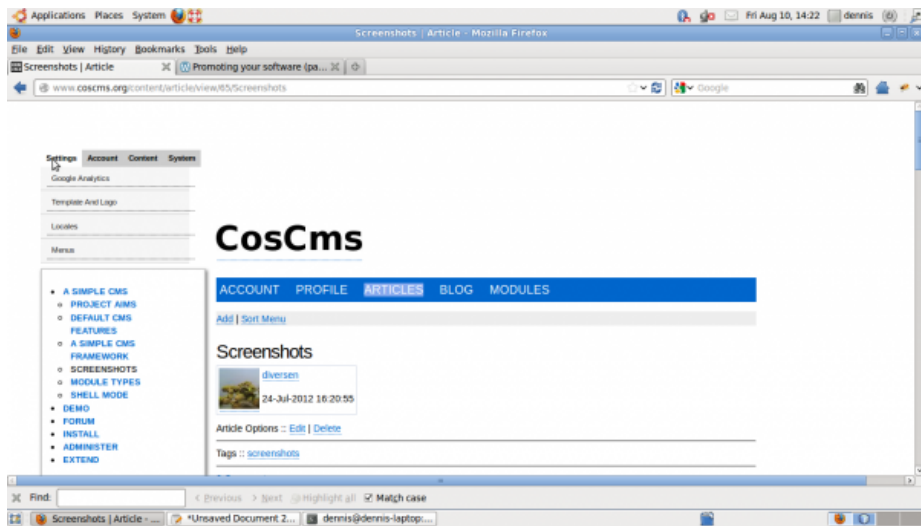 Applications Places System
Fri Aug 10, 14:22 dennis
Screenshots | Article - Mozilla Firefox
File Edit View History Bookmarks Tools Help
Screenshots | Article
Promoting your software (pa...
www.coscms.org/content/article/view/65/Screenshots
Google
Settings Account Content System
Google Analytics
Template And Logo
Locales
Menus
CosCms
ACCOUNT PROFILE ARTICLES BLOG MODULES
Add | Sort Menu
A SIMPLE CMS
PROJECT AIMS
DEFAULT CMS
FEATURES
A SIMPLE CMS
FRAMEWORK
SCREENSHOTS
MODULE TYPES
SHELL MODE
DEMO
FORUM
INSTALL
ADMINISTER
EXTEND
Screenshots
diversen
24-Jul-2012 16:20:55
Article Options :: Edit | Delete
Tags :: screenshots
Find: Previous Next Highlight all Match case
Screenshots | Article - ... *Unsaved Document 2... dennis@dennis-laptop:...